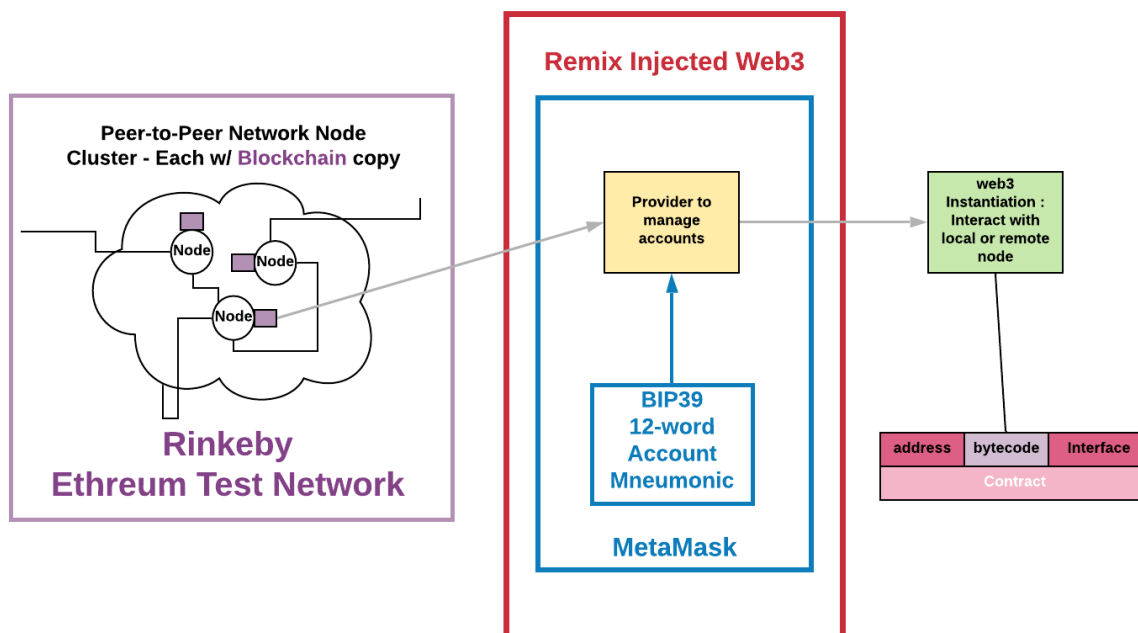 Remix Injected Web3
Peer-to-Peer Network Node
Cluster - Each w/ Blockchain copy
Node
Node
Node
Rinkeby
Ethreum Test Network
Provider to
manage
accounts
BIP39
12-word
Account
Mneumonic
MetaMask
web3
Instantiation :
Interact with
local or remote
node
address bytecode Interface
Contract